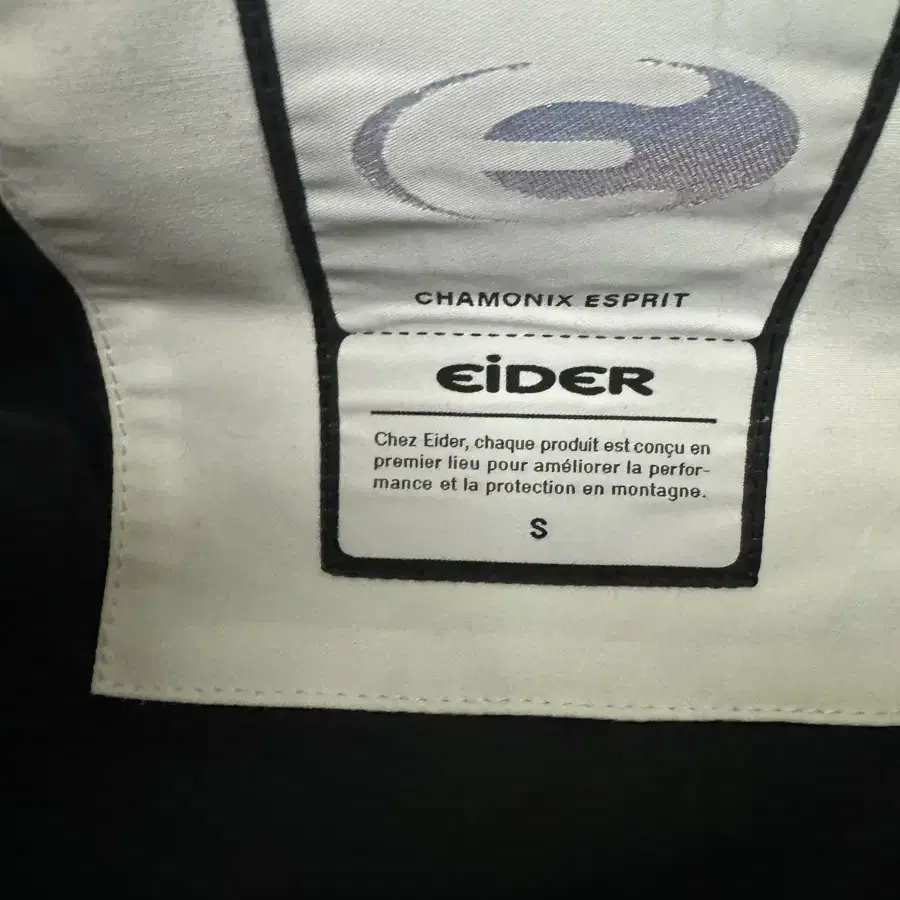 CHAMONIX ESPRIT
EiDER
Chez Eider, chaque produit est conçu en
premier lieu pour améliorer la perfor-
mance et la protection en montagne.
S